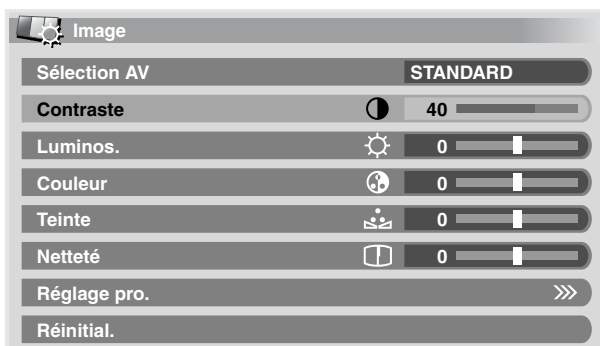 Image
Sélection AV STANDARD
Contraste 40
Luminos. 0
Couleur 0
Teinte 0
Netteté 0
Réglage pro.
Réinitial.